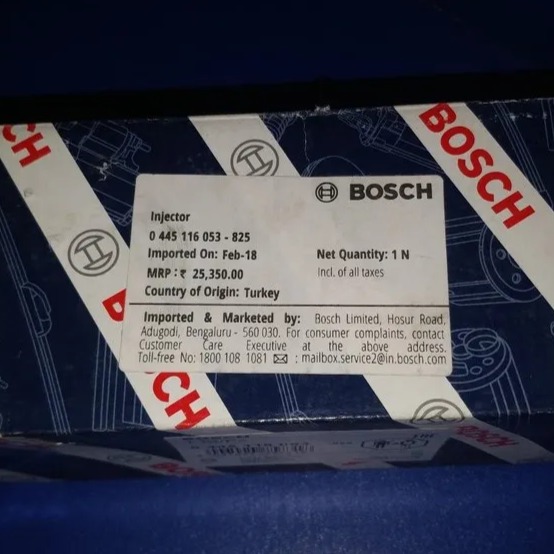 CH
BOSCH
BOSCH
Injector
0 445 116 053 - 825
Imported On: Feb-18
Net Quantity: 1 N
MRP : ₹ 25,350.00
Incl. of all taxes
Country of Origin: Turkey
Imported & Marketed by: Bosch Limited, Hosur Road,
Adugodi, Bengaluru - 560 030. For consumer complaints, contact
Customer Care Executive at the above address.
Toll-free No: 1800 108 1081 ✉ : mailbox.service2@in.bosch.com
CH